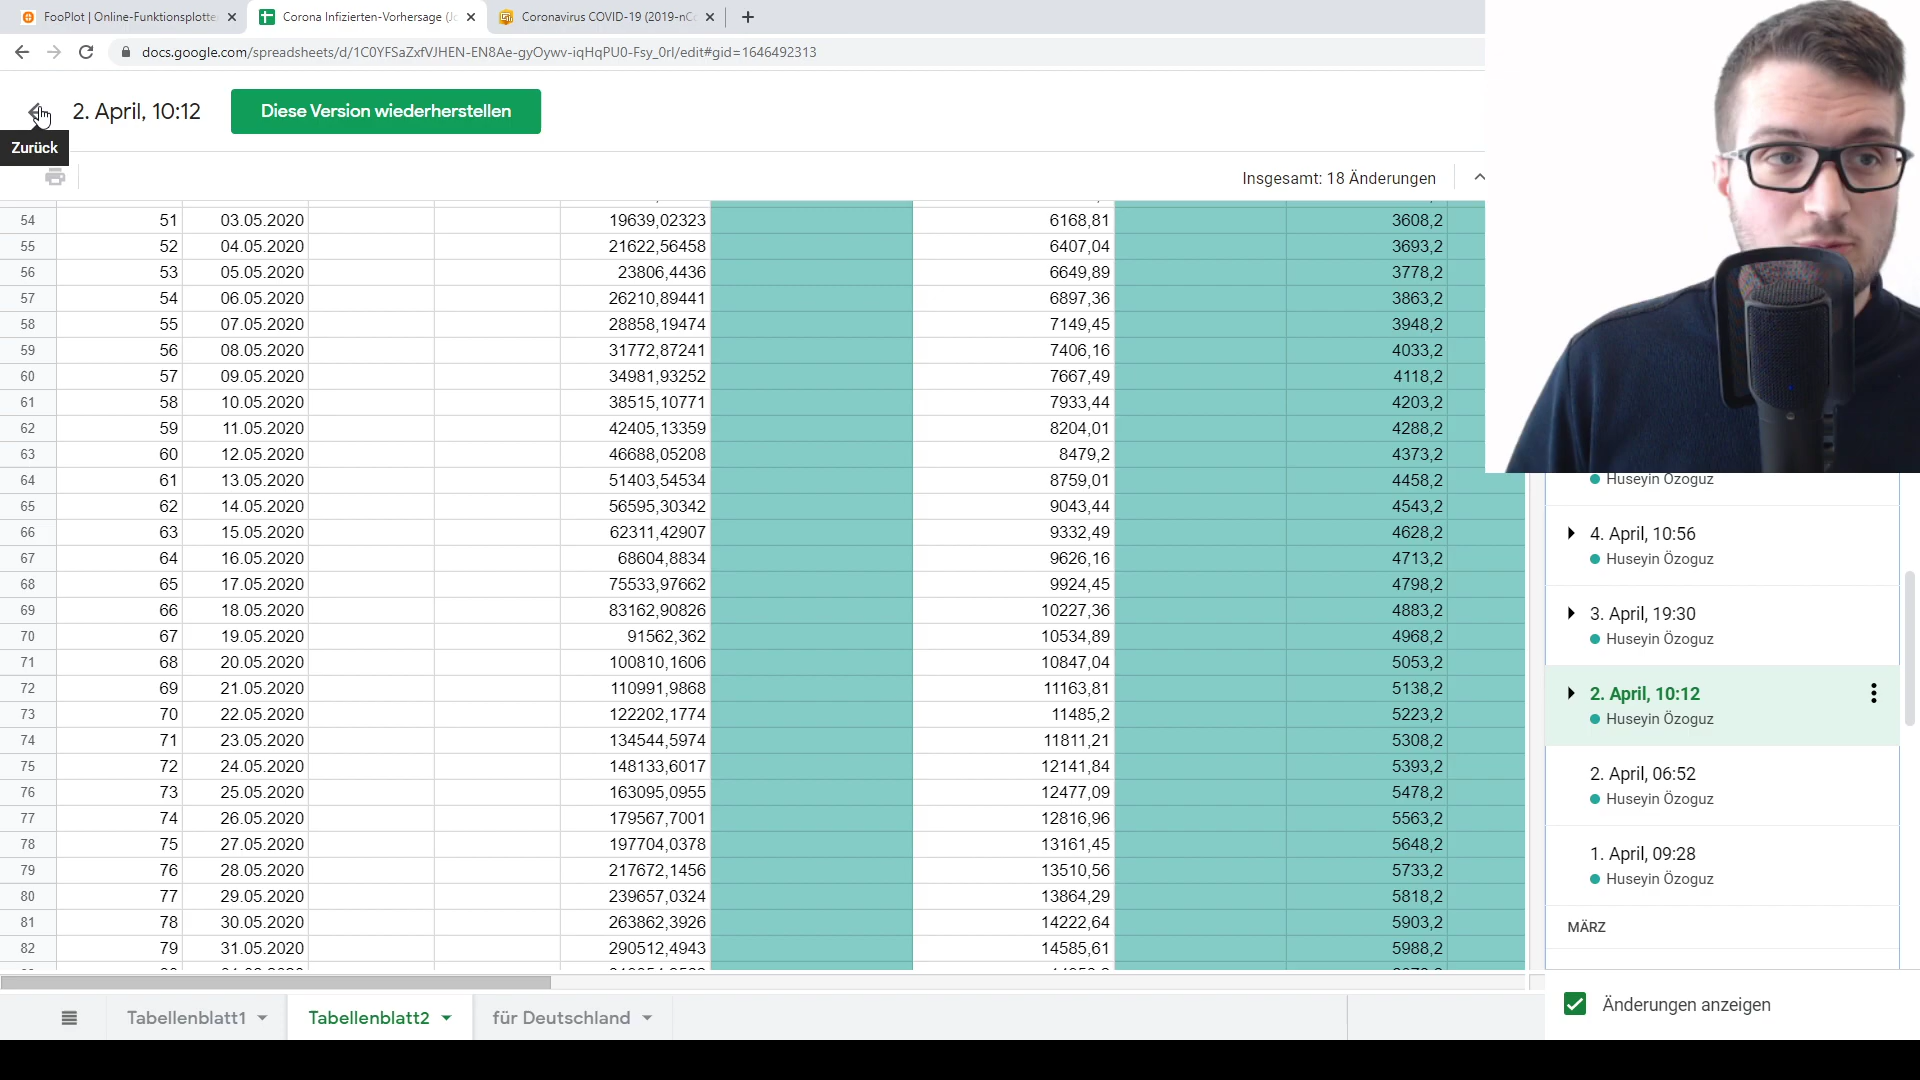 FooPlot | Online-Funktionsplotte
Corona Infizierten-Vorhersage (Jo
Coronavirus COVID-19 (2019-nC
docs.google.com/spreadsheets/d/1C0YFSaZxfVJHEN-EN8Ae-gyOywv-iqHqPU0-Fsy_0rI/edit#gid=1646492313
2. April, 10:12
Diese Version wiederherstellen
Zurück
Insgesamt: 18 Änderungen
54 51 03.05.2020 19639,02323 6168,81 3608,2
55 52 04.05.2020 21622,56458 6407,04 3693,2
56 53 05.05.2020 23806,4436 6649,89 3778,2
57 54 06.05.2020 26210,89441 6897,36 3863,2
58 55 07.05.2020 28858,19474 7149,45 3948,2
59 56 08.05.2020 31772,87241 7406,16 4033,2
60 57 09.05.2020 34981,93252 7667,49 4118,2
61 58 10.05.2020 38515,10771 7933,44 4203,2
62 59 11.05.2020 42405,13359 8204,01 4288,2
63 60 12.05.2020 46688,05208 8479,2 4373,2
64 61 13.05.2020 51403,54534 8759,01 4458,2
65 62 14.05.2020 56595,30342 9043,44 4543,2
66 63 15.05.2020 62311,42907 9332,49 4628,2
67 64 16.05.2020 68604,8834 9626,16 4713,2
68 65 17.05.2020 75533,97662 9924,45 4798,2
69 66 18.05.2020 83162,90826 10227,36 4883,2
70 67 19.05.2020 91562,362 10534,89 4968,2
71 68 20.05.2020 100810,1606 10847,04 5053,2
72 69 21.05.2020 110991,9868 11163,81 5138,2
73 70 22.05.2020 122202,1774 11485,2 5223,2
74 71 23.05.2020 134544,5974 11811,21 5308,2
75 72 24.05.2020 148133,6017 12141,84 5393,2
76 73 25.05.2020 163095,0955 12477,09 5478,2
77 74 26.05.2020 179567,7001 12816,96 5563,2
78 75 27.05.2020 197704,0378 13161,45 5648,2
79 76 28.05.2020 217672,1456 13510,56 5733,2
80 77 29.05.2020 239657,0324 13864,29 5818,2
81 78 30.05.2020 263862,3926 14222,64 5903,2
82 79 31.05.2020 290512,4943 14585,61 5988,2
Huseyin Özoguz
4. April, 10:56
Huseyin Özoguz
3. April, 19:30
Huseyin Özoguz
2. April, 10:12
Huseyin Özoguz
2. April, 06:52
Huseyin Özoguz
1. April, 09:28
Huseyin Özoguz
MÄRZ
Änderungen anzeigen
Tabellenblatt1
Tabellenblatt2
für Deutschland